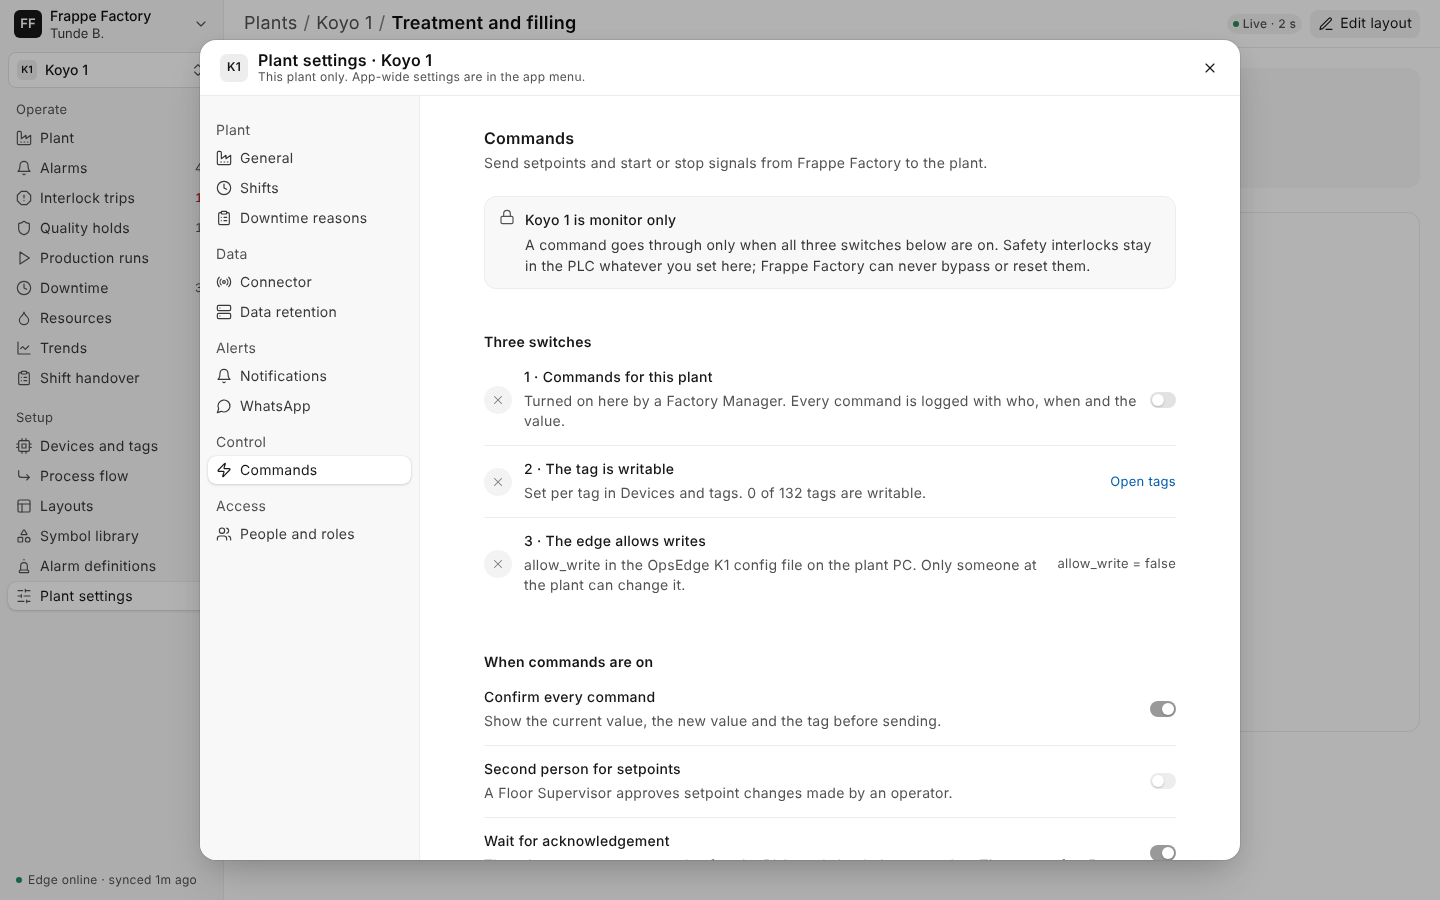 FF
Frappe Factory
Tunde B.
Plants / Koyo 1 / Treatment and filling
Live · 2 s
Edit layout
K1
Koyo 1
Operate
Plant
Alarms
4
Interlock trips
1
Quality holds
1
Production runs
Downtime
3
Resources
Trends
Shift handover
Setup
Devices and tags
Process flow
Layouts
Symbol library
Alarm definitions
Plant settings
Edge online · synced 1m ago
K1
Plant settings · Koyo 1
This plant only. App-wide settings are in the app menu.
Plant
General
Shifts
Downtime reasons
Data
Connector
Data retention
Alerts
Notifications
WhatsApp
Control
Commands
Access
People and roles
Commands
Send setpoints and start or stop signals from Frappe Factory to the plant.
Koyo 1 is monitor only
A command goes through only when all three switches below are on. Safety interlocks stay
in the PLC whatever you set here; Frappe Factory can never bypass or reset them.
Three switches
1 · Commands for this plant
Turned on here by a Factory Manager. Every command is logged with who, when and the
value.
2 · The tag is writable
Set per tag in Devices and tags. 0 of 132 tags are writable.
Open tags
3 · The edge allows writes
allow_write in the OpsEdge K1 config file on the plant PC. Only someone at
the plant can change it.
allow_write = false
When commands are on
Confirm every command
Show the current value, the new value and the tag before sending.
Second person for setpoints
A Floor Supervisor approves setpoint changes made by an operator.
Wait for acknowledgement